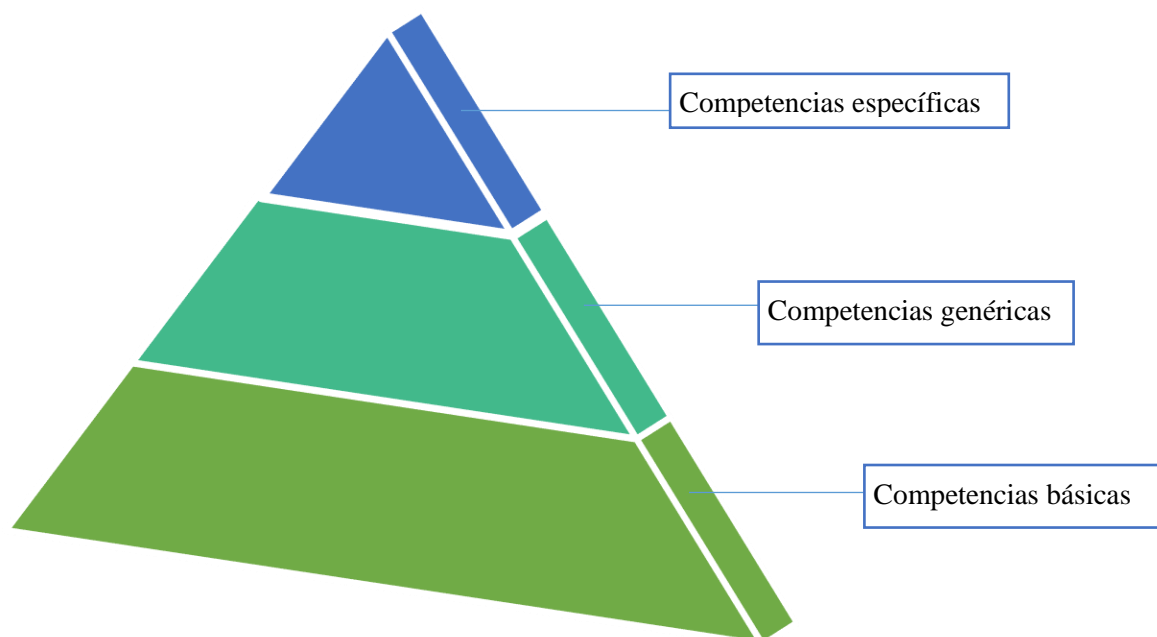 Competencias específicas
Competencias genéricas
Competencias básicas